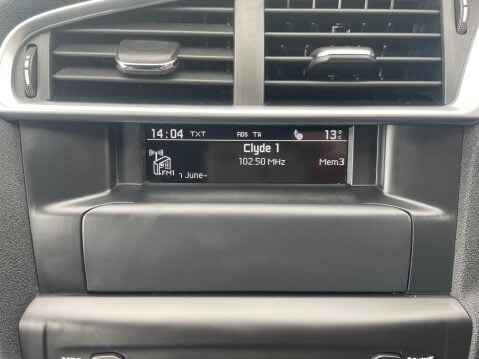 14:04 TXT RDS TA 13°C
Clyde 1
102.50 MHz Mem3
FM1 June-